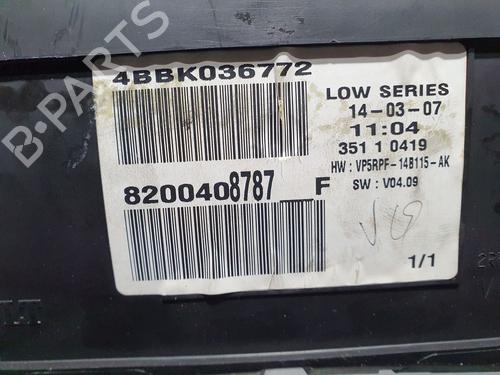 4BBK036772
LOW SERIES
14-03-07
11:04
351 1 0419
HW : VP5RPF-14B115-AK
SW : V04.09
8200408787__F
1/1
B-PARTS